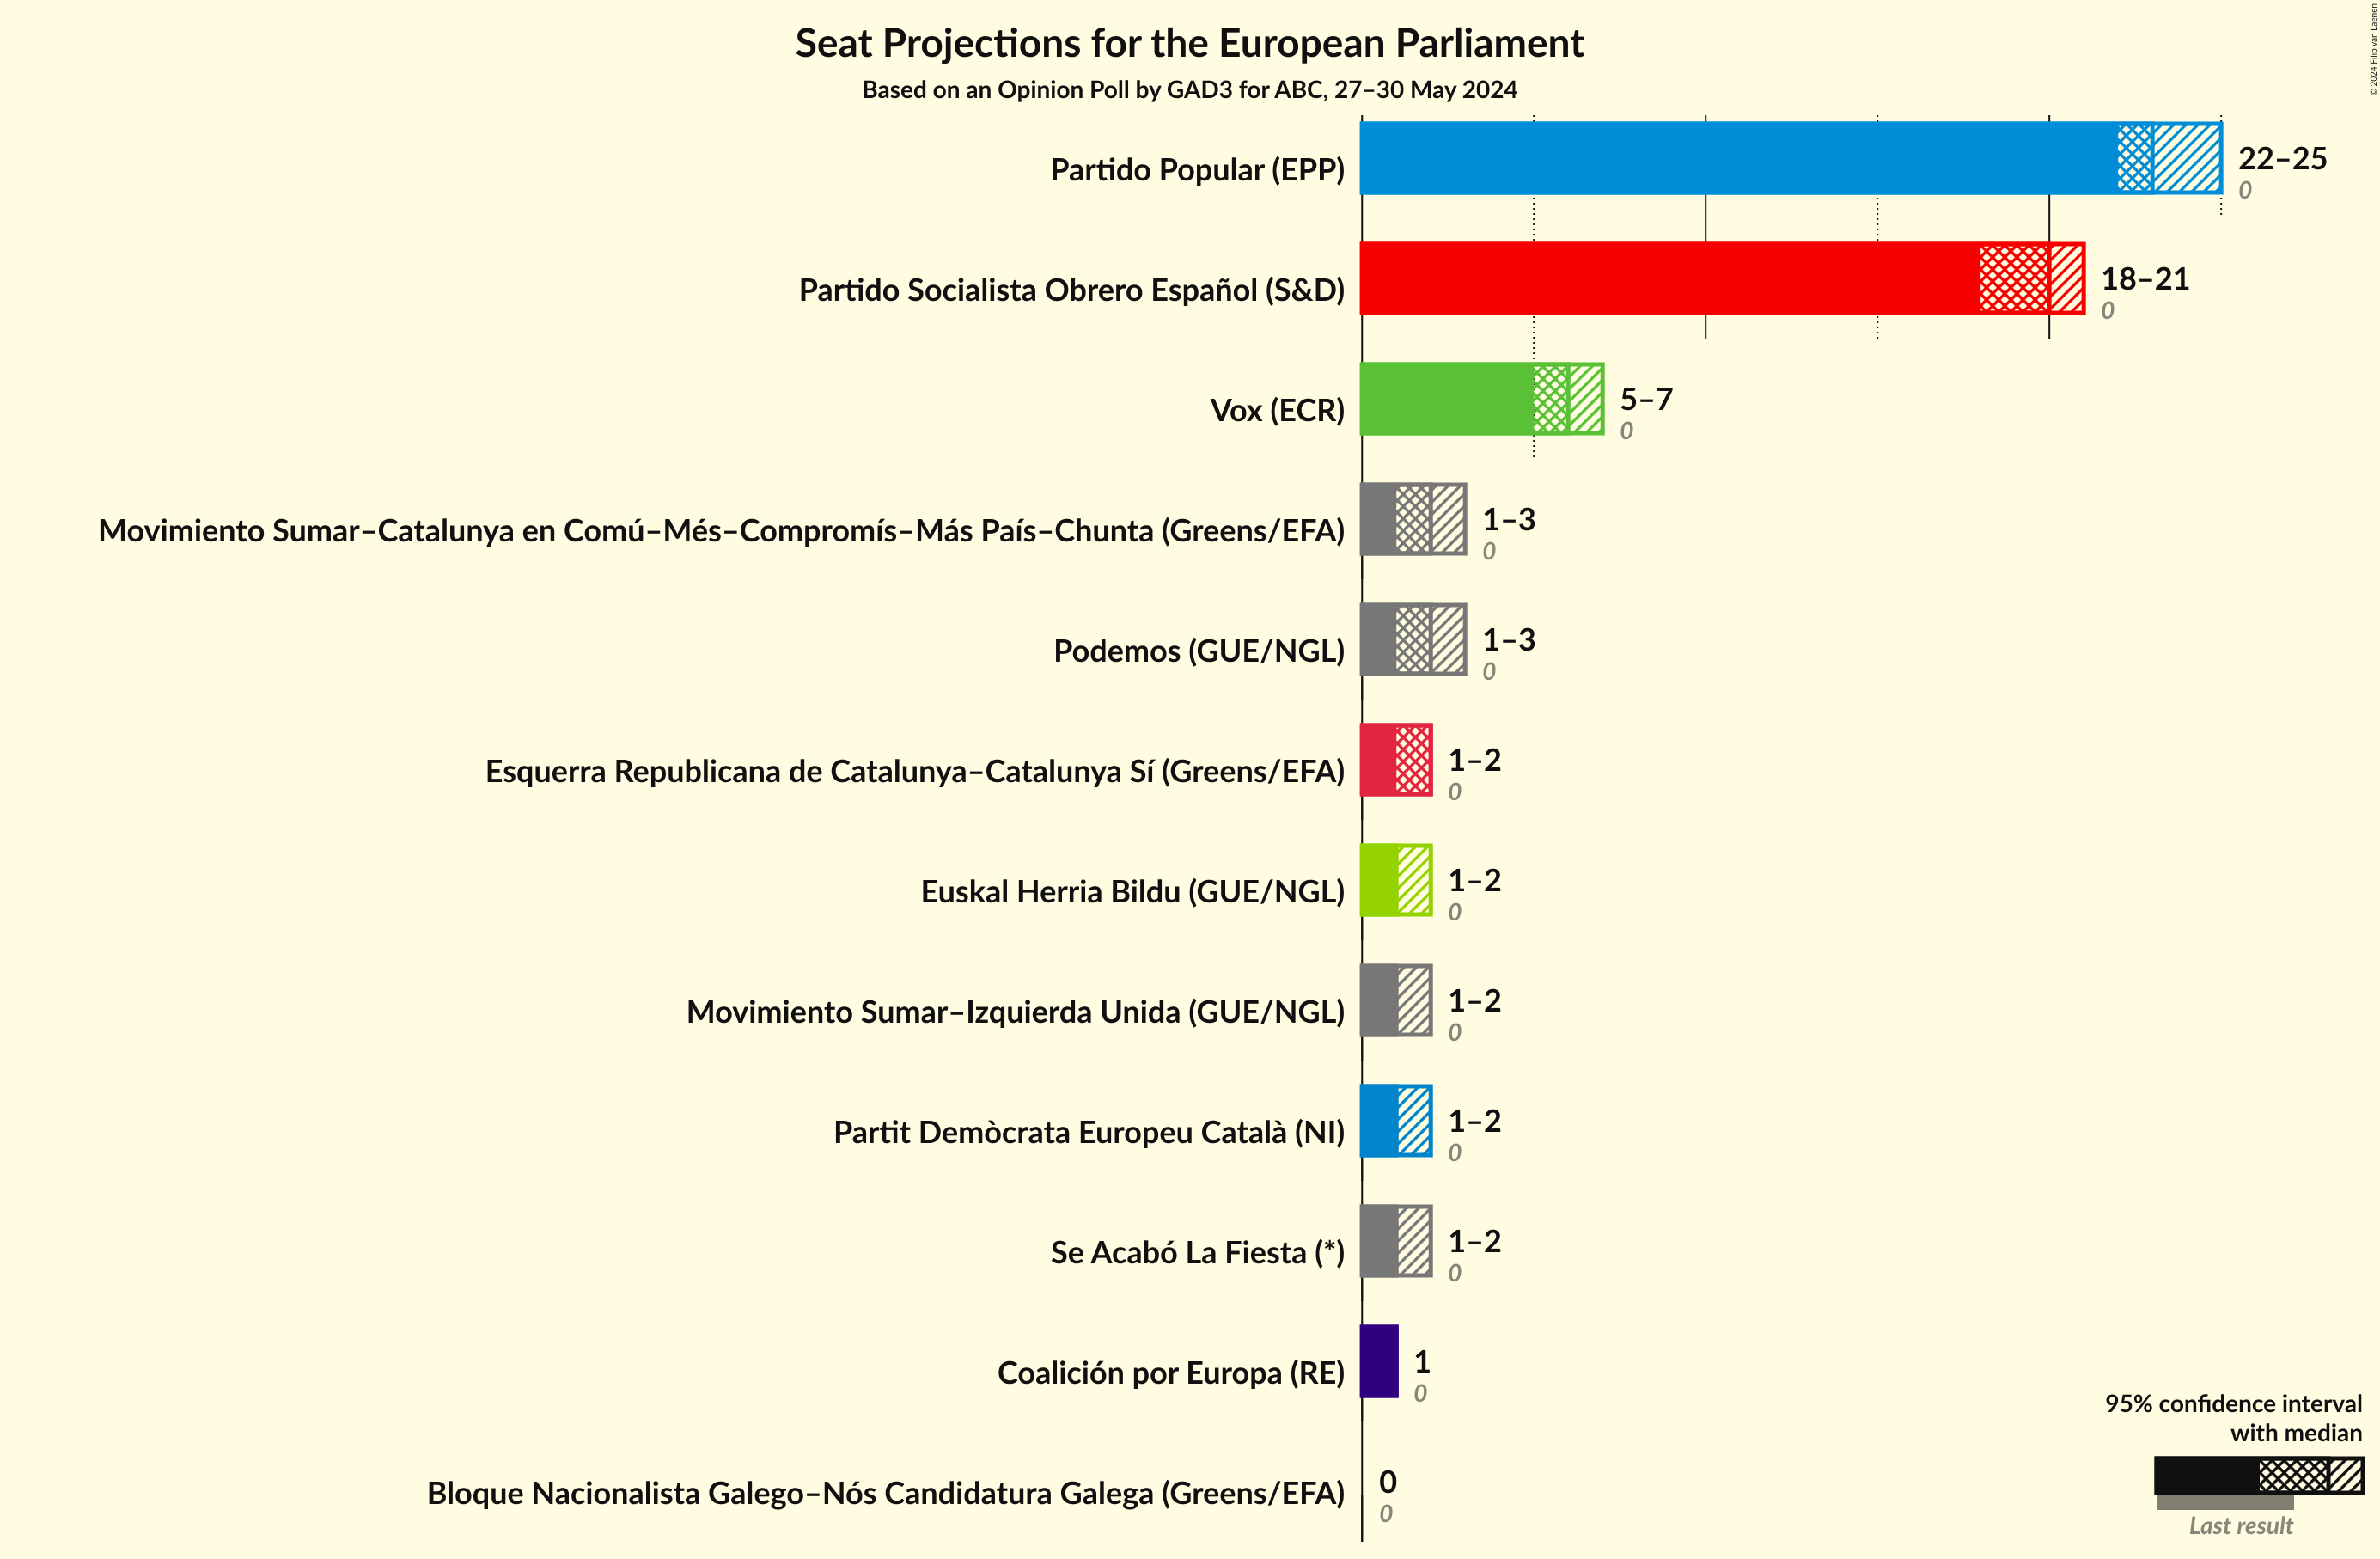 Seat Projections for the European Parliament
Based on an Opinion Poll by GAD3 for ABC, 27–30 May 2024
© 2024 Filip van Laenen
Partido Popular (EPP)
22–25
0
Partido Socialista Obrero Español (S&D)
18–21
0
Vox (ECR)
5–7
0
Movimiento Sumar–Catalunya en Comú–Més–Compromís–Más País–Chunta (Greens/EFA)
1–3
0
Podemos (GUE/NGL)
1–3
0
Esquerra Republicana de Catalunya–Catalunya Sí (Greens/EFA)
1–2
0
Euskal Herria Bildu (GUE/NGL)
1–2
0
Movimiento Sumar–Izquierda Unida (GUE/NGL)
1–2
0
Partit Demòcrata Europeu Català (NI)
1–2
0
Se Acabó La Fiesta (*)
1–2
0
Coalición por Europa (RE)
1
0
Bloque Nacionalista Galego–Nós Candidatura Galega (Greens/EFA)
0
0
95% confidence interval
with median
Last result